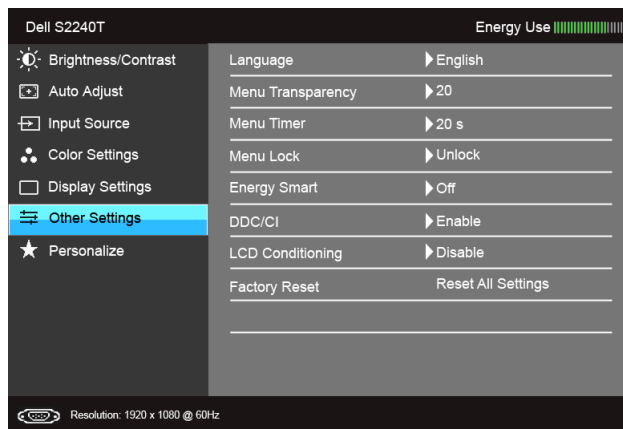 Dell S2240T
Energy Use
Brightness/Contrast
Auto Adjust
Input Source
Color Settings
Display Settings
Other Settings
Personalize
Language English
Menu Transparency 20
Menu Timer 20 s
Menu Lock Unlock
Energy Smart Off
DDC/CI Enable
LCD Conditioning Disable
Factory Reset Reset All Settings
Resolution: 1920 x 1080 @ 60Hz